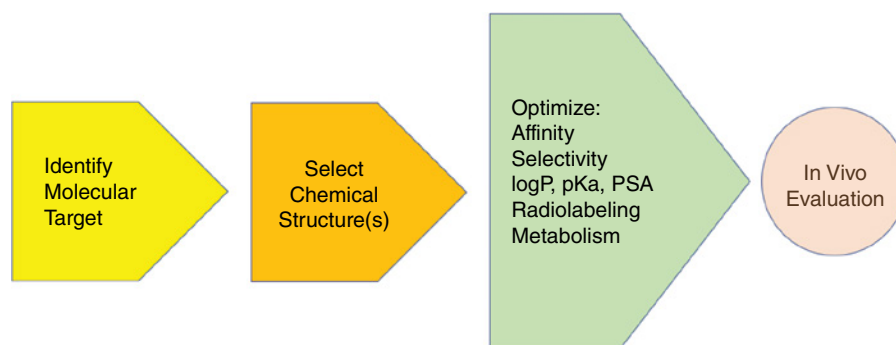 Identify
Molecular
Target
Select
Chemical
Structure(s)
Optimize:
Affinity
Selectivity
logP, pKa, PSA
Radiolabeling
Metabolism
In Vivo
Evaluation